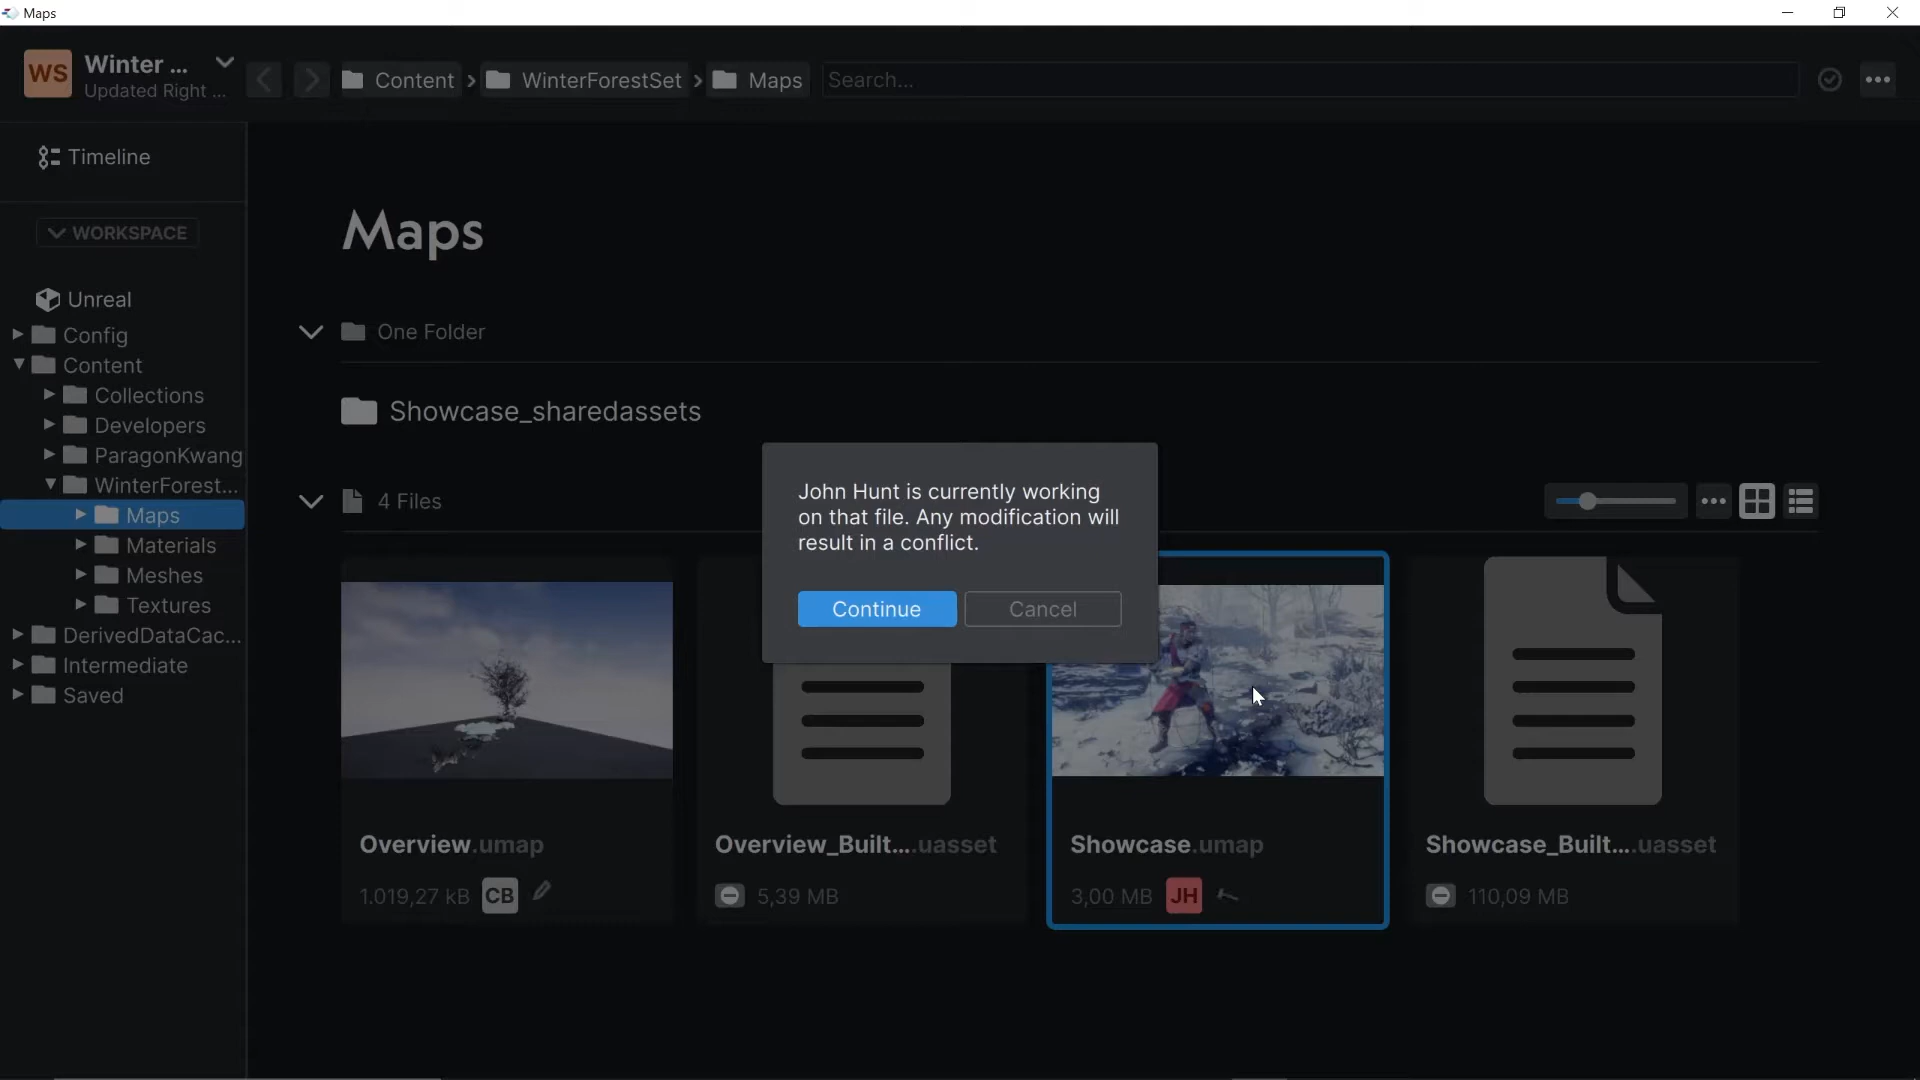 Maps
WS
Winter ...
Updated Right ...
Content
WinterForestSet
Maps
Search...
Timeline
WORKSPACE
Unreal
Config
Content
Collections
Developers
ParagonKwang
WinterForest...
Maps
Materials
Meshes
Textures
DerivedDataCac...
Intermediate
Saved
Maps
One Folder
Showcase_sharedassets
4 Files
John Hunt is currently working
on that file. Any modification will
result in a conflict.
Continue
Cancel
Overview.umap
1.019,27 kB CB
Overview_Built....uasset
5,39 MB
Showcase.umap
3,00 MB JH
Showcase_Built....uasset
110,09 MB